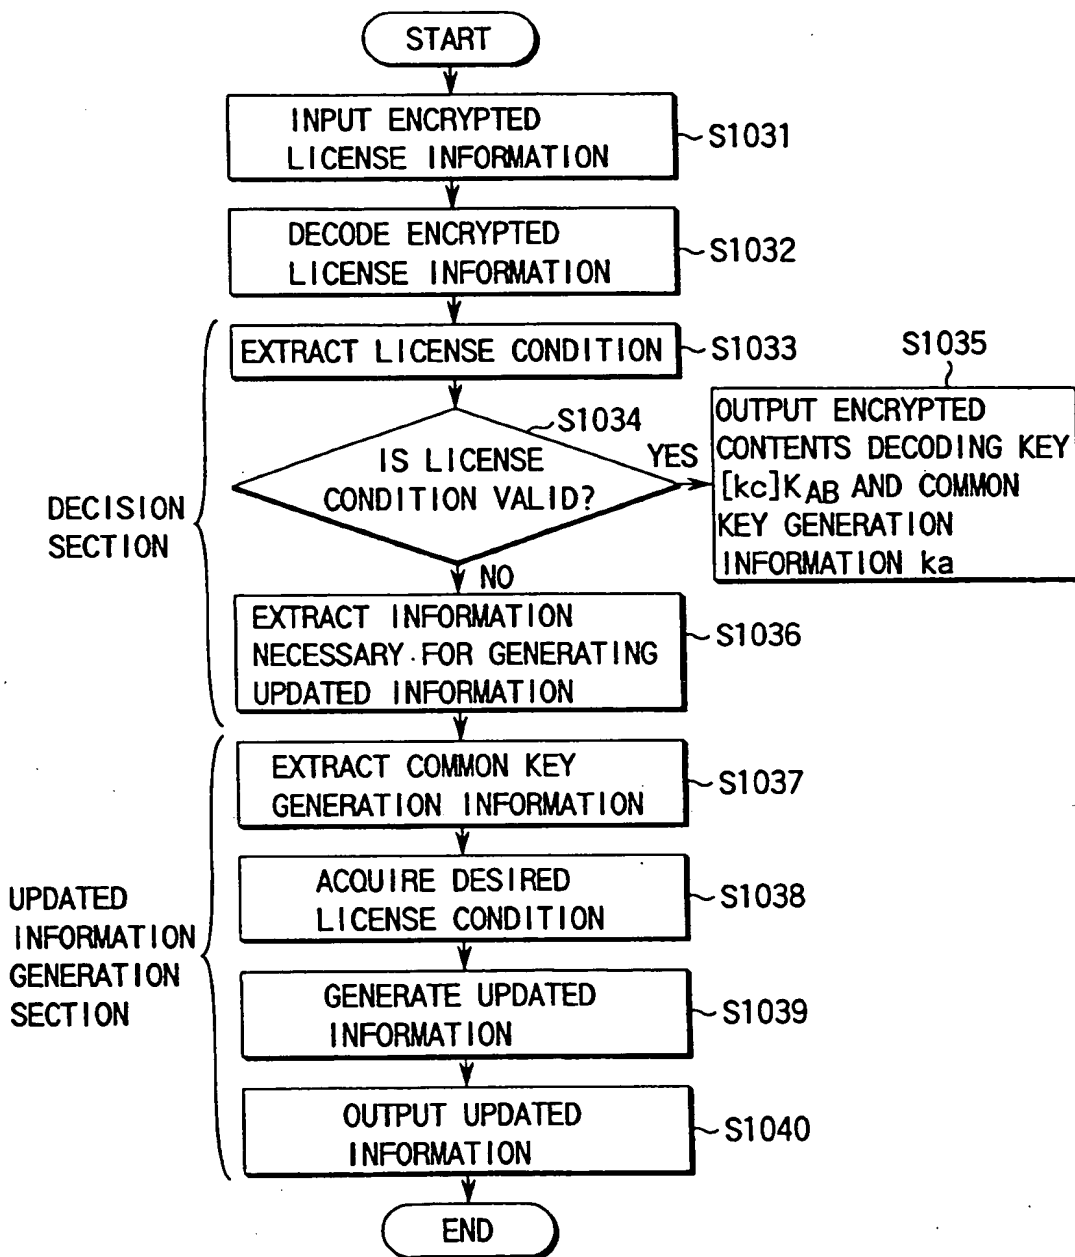 START
INPUT ENCRYPTED
LICENSE INFORMATION
S1031
DECODE ENCRYPTED
LICENSE INFORMATION
S1032
EXTRACT LICENSE CONDITION
S1033
S1034
IS LICENSE
CONDITION VALID?
YES
S1035
OUTPUT ENCRYPTED
CONTENTS DECODING KEY
[kc]KAB AND COMMON
KEY GENERATION
INFORMATION ka
DECISION
SECTION
NO
EXTRACT INFORMATION
NECESSARY FOR GENERATING
UPDATED INFORMATION
S1036
EXTRACT COMMON KEY
GENERATION INFORMATION
S1037
UPDATED
INFORMATION
GENERATION
SECTION
ACQUIRE DESIRED
LICENSE CONDITION
S1038
GENERATE UPDATED
INFORMATION
S1039
OUTPUT UPDATED
INFORMATION
S1040
END